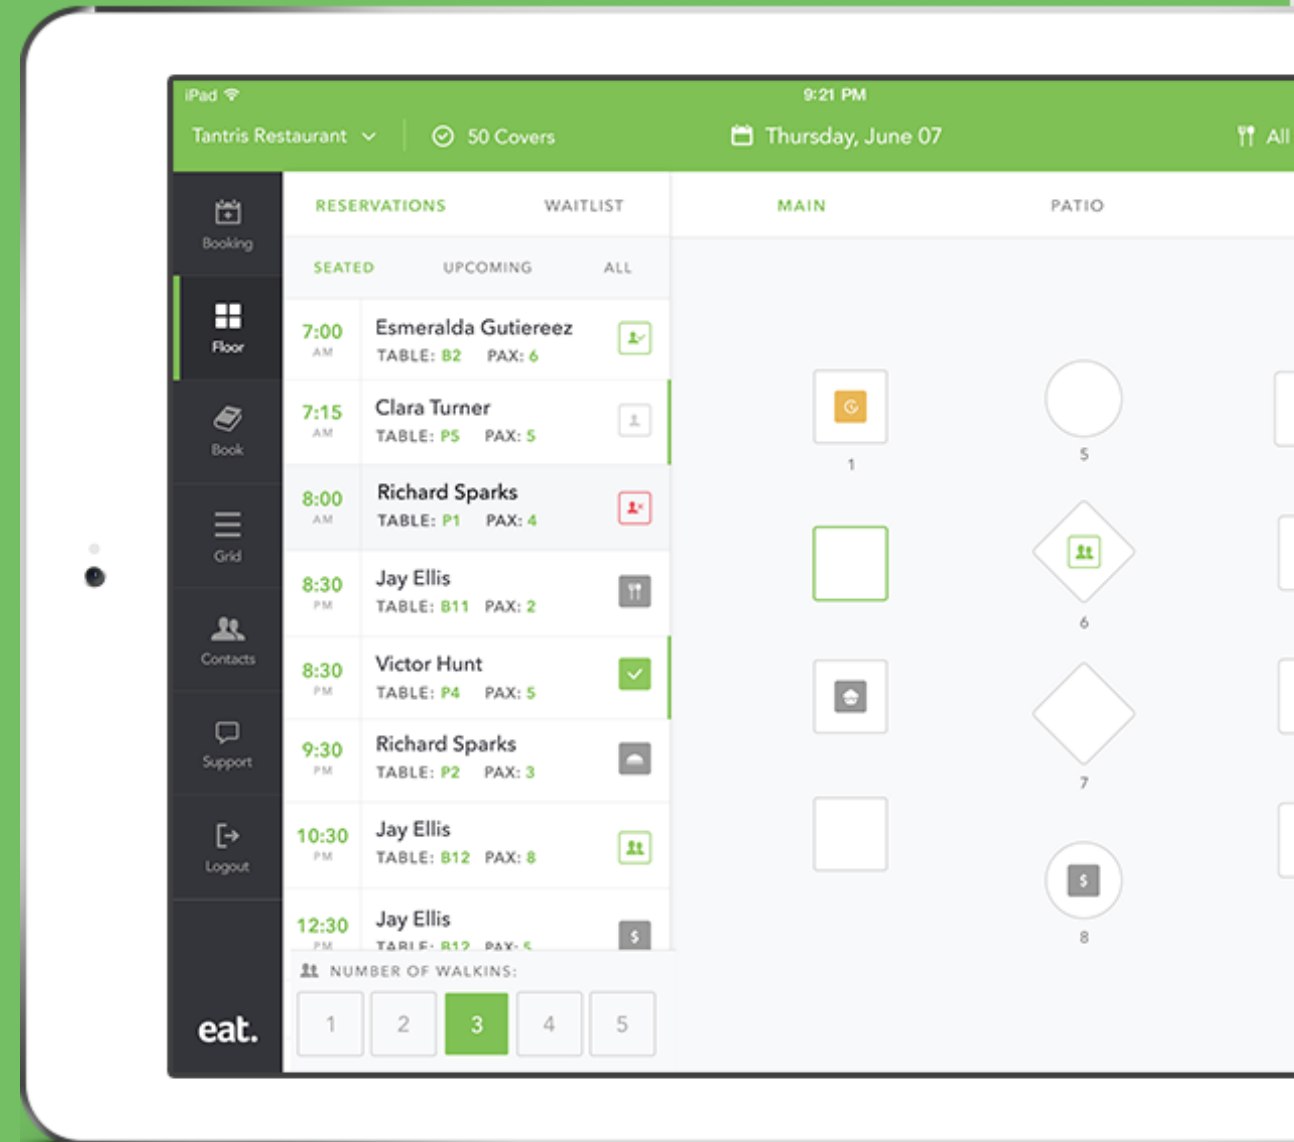 iPad
9:21 PM
Tantris Restaurant
50 Covers
Thursday, June 07
All
Booking
Floor
Book
Grid
Contacts
Support
Logout
eat.
RESERVATIONS WAITLIST
SEATED UPCOMING ALL
7:00 AM
Esmeralda Gutiereez
TABLE: B2 PAX: 6
7:15 AM
Clara Turner
TABLE: P5 PAX: 5
8:00 AM
Richard Sparks
TABLE: P1 PAX: 4
8:30 PM
Jay Ellis
TABLE: B11 PAX: 2
8:30 PM
Victor Hunt
TABLE: P4 PAX: 5
9:30 PM
Richard Sparks
TABLE: P2 PAX: 3
10:30 PM
Jay Ellis
TABLE: B12 PAX: 8
12:30 PM
Jay Ellis
TABLE: B12 PAX: 5
$
NUMBER OF WALKINS:
1 2 3 4 5
MAIN PATIO
1
5
6
7
$
8